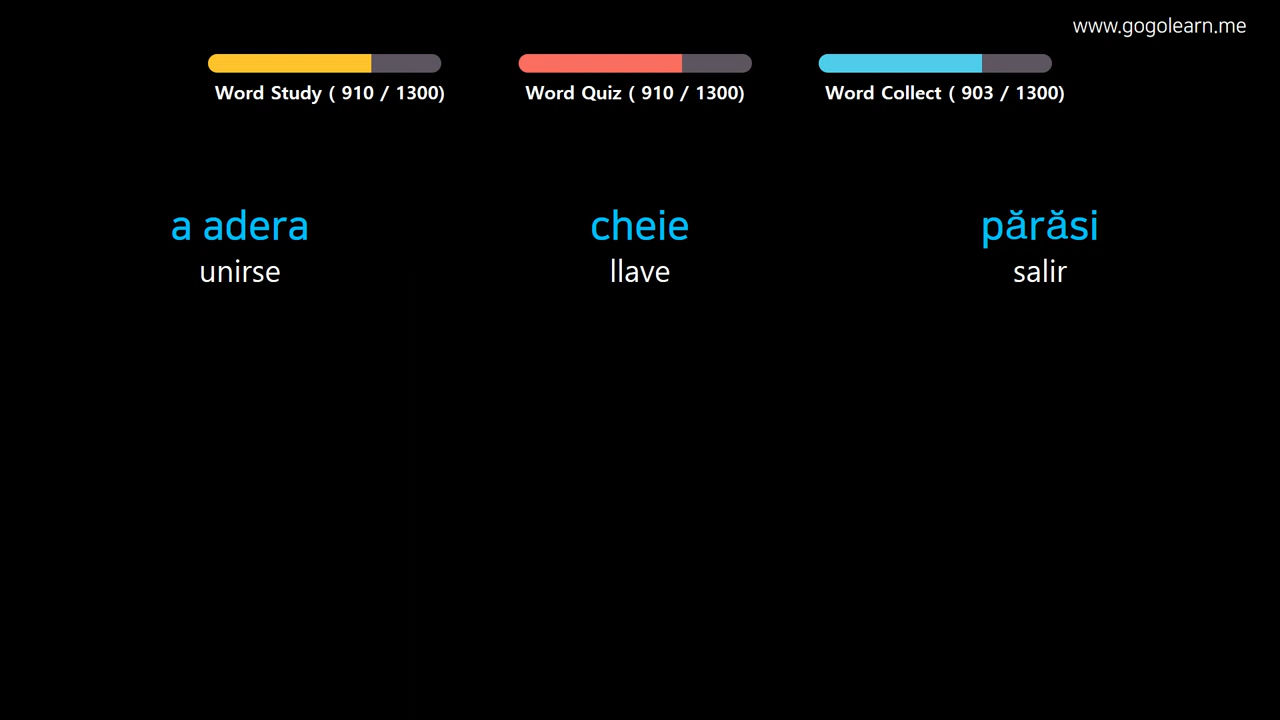 www.gogolearn.me
Word Study ( 910 / 1300)
Word Quiz ( 910 / 1300)
Word Collect ( 903 / 1300)
a adera
unirse
cheie
llave
părăsi
salir